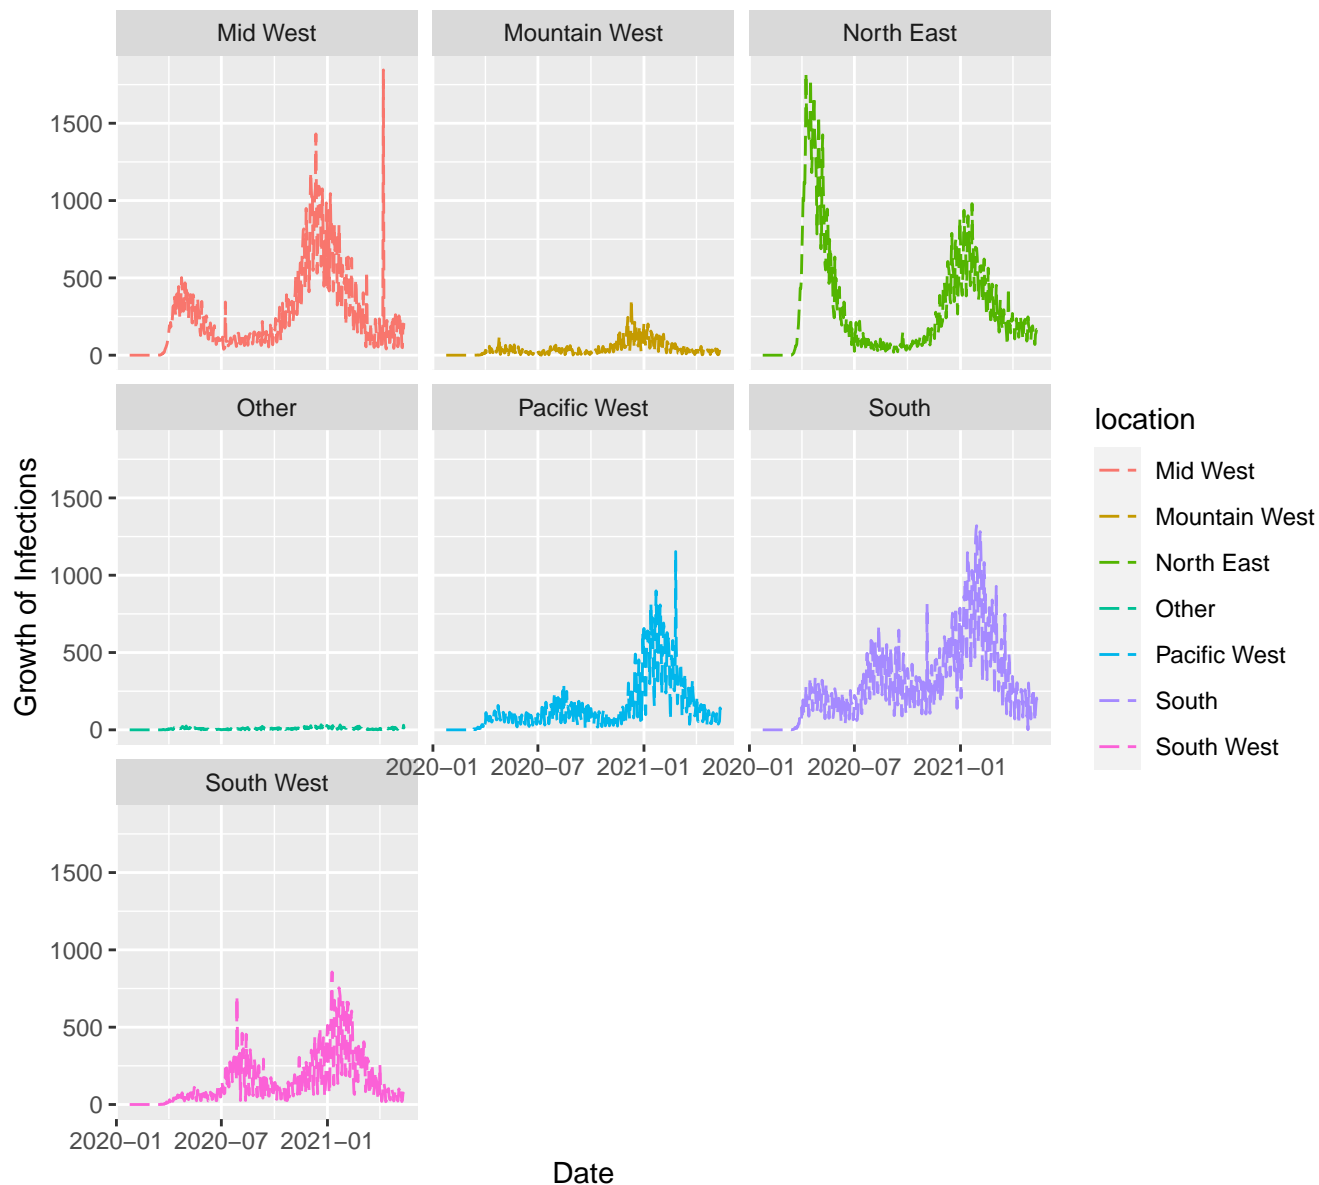 Mid West
Mountain West
North East
1500
1000
500
0
Other
Pacific West
South
1500
1000
500
0
2020−01 2020−07 2021−01
2020−01 2020−07 2021−01
South West
1500
1000
500
0
2020−01 2020−07 2021−01
Growth of Infections
Date
location
Mid West
Mountain West
North East
Other
Pacific West
South
South West